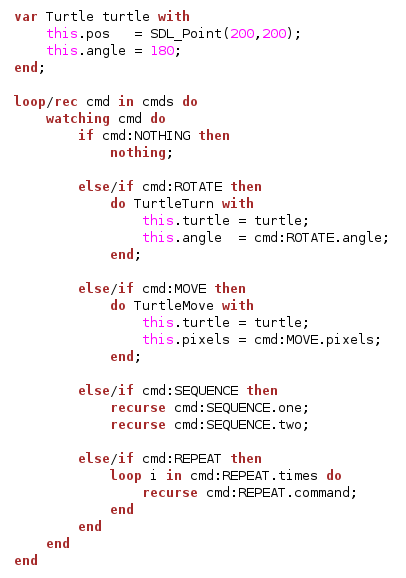 var Turtle turtle with
    this.pos   = SDL_Point(200,200);
    this.angle = 180;
end;

loop/rec cmd in cmds do
    watching cmd do
        if cmd:NOTHING then
            nothing;

        else/if cmd:ROTATE then
            do TurtleTurn with
                this.turtle = turtle;
                this.angle  = cmd:ROTATE.angle;
            end;

        else/if cmd:MOVE then
            do TurtleMove with
                this.turtle = turtle;
                this.pixels = cmd:MOVE.pixels;
            end;

        else/if cmd:SEQUENCE then
            recurse cmd:SEQUENCE.one;
            recurse cmd:SEQUENCE.two;

        else/if cmd:REPEAT then
            loop i in cmd:REPEAT.times do
                recurse cmd:REPEAT.command;
            end
        end
    end
end